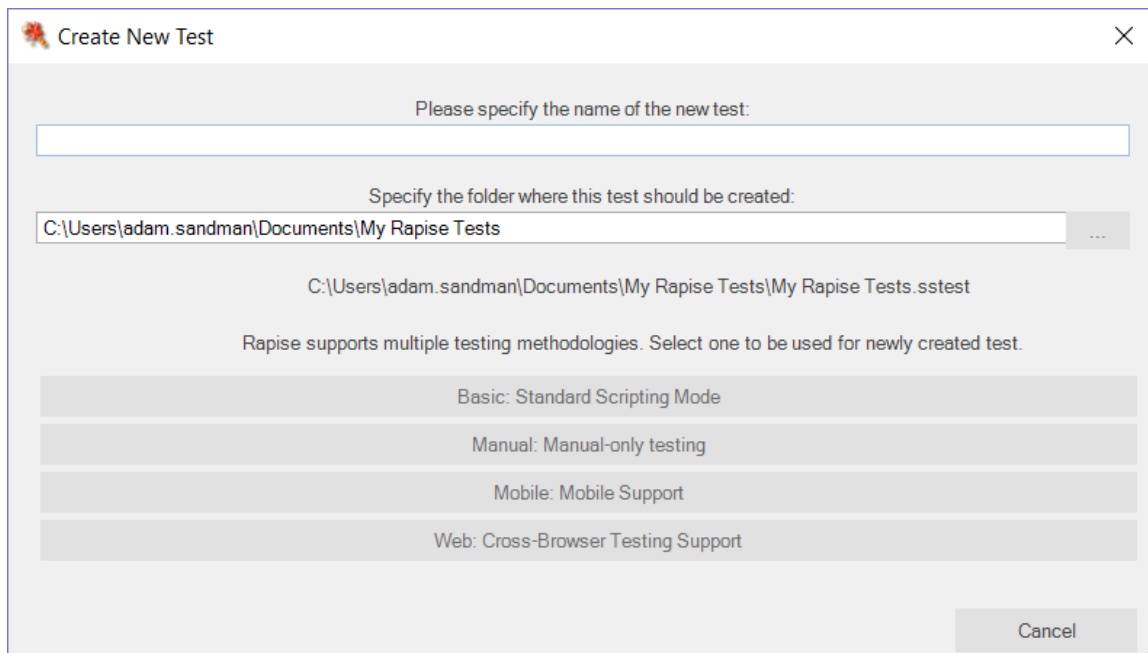 Create New Test
Please specify the name of the new test:
Specify the folder where this test should be created:
C:\Users\adam.sandman\Documents\My Rapise Tests
...
C:\Users\adam.sandman\Documents\My Rapise Tests\My Rapise Tests.sstest
Rapise supports multiple testing methodologies. Select one to be used for newly created test.
Basic: Standard Scripting Mode
Manual: Manual-only testing
Mobile: Mobile Support
Web: Cross-Browser Testing Support
Cancel